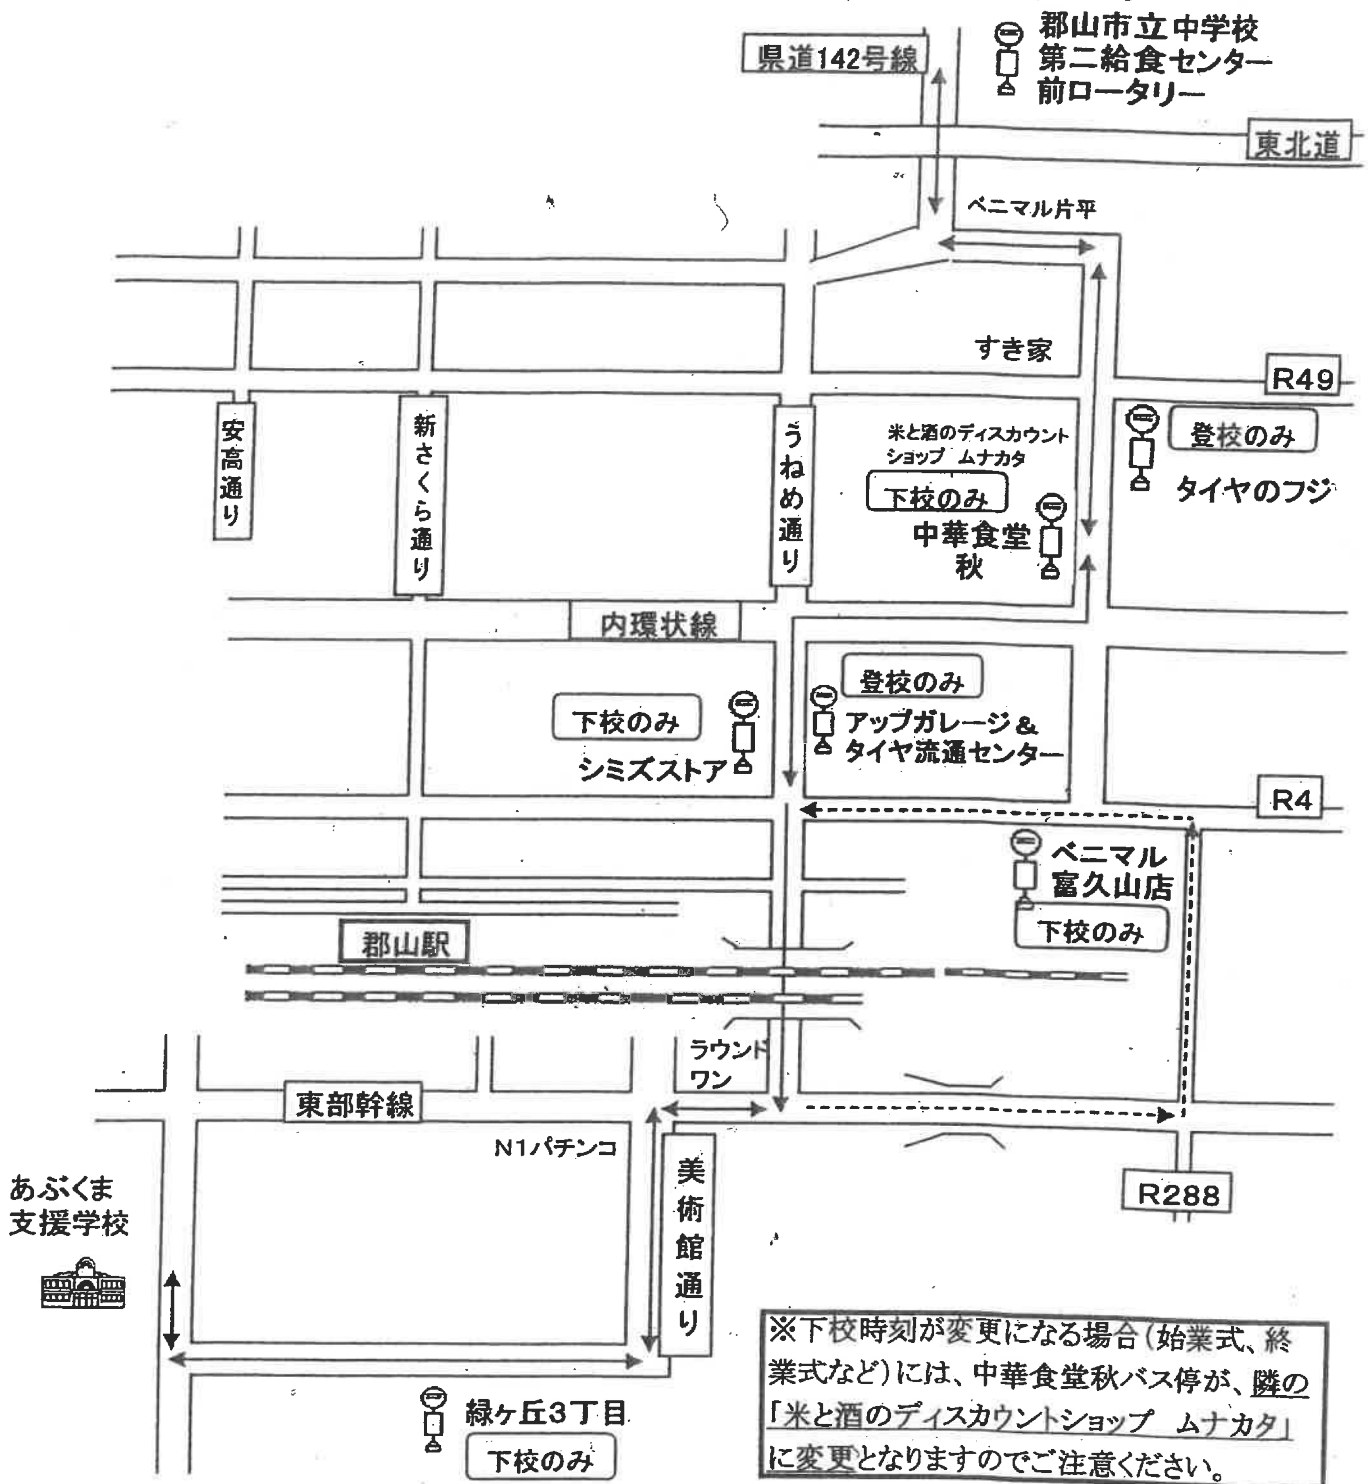 郡山市立中学校
第二給食センター
前ロータリー
県道142号線
東北道
ベニマル片平
すき家
R49
安高通り
新さくら通り
うねめ通り
米と酒のディスカウント
ショップ ムナカタ
下校のみ
中華食堂
秋
登校のみ
タイヤのフジ
内環状線
下校のみ
シミズストア
登校のみ
アップガレージ&
タイヤ流通センター
R4
ベニマル
富久山店
下校のみ
郡山駅
ラウンド
ワン
東部幹線
N1パチンコ
美術館通り
R288
あぶくま
支援学校
緑ヶ丘3丁目
下校のみ
※下校時刻が変更になる場合(始業式、終
業式など)には、中華食堂秋バス停が、隣の
「米と酒のディスカウントショップ ムナカタ」
に変更となりますのでご注意ください。